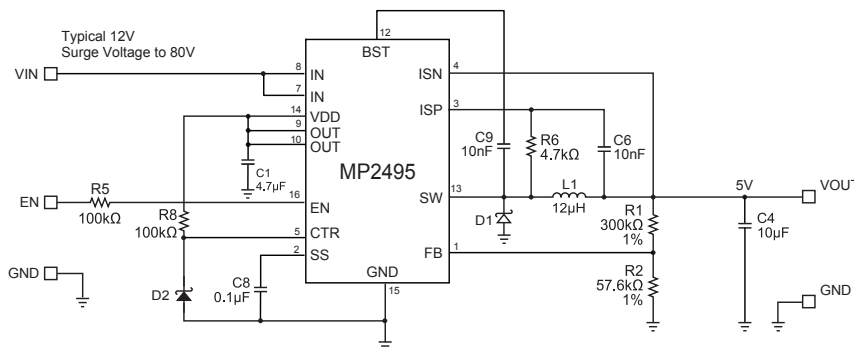 Typical 12V
Surge Voltage to 80V
12
BST
VIN
8
IN
7
IN
14
VDD
9
OUT
10
OUT
C1
4.7µF
MP2495
4
ISN
3
ISP
C9
10nF
R6
4.7kΩ
C6
10nF
EN
R5
100kΩ
16
EN
R8
100kΩ
5
CTR
2
SS
13
SW
L1
12µH
D1
5V
VOUT
R1
300kΩ
1%
C4
10µF
1
FB
R2
57.6kΩ
1%
GND
D2
C8
0.1µF
GND
15
GND